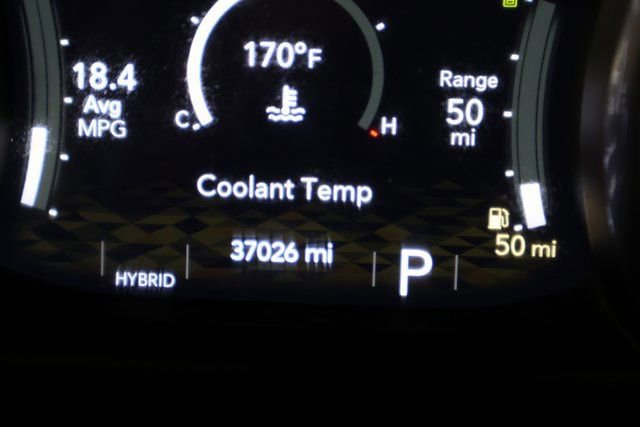 170°F
18.4
Avg
MPG
Range
50
mi
C
H
Coolant Temp
37026 mi
50 mi
HYBRID
P